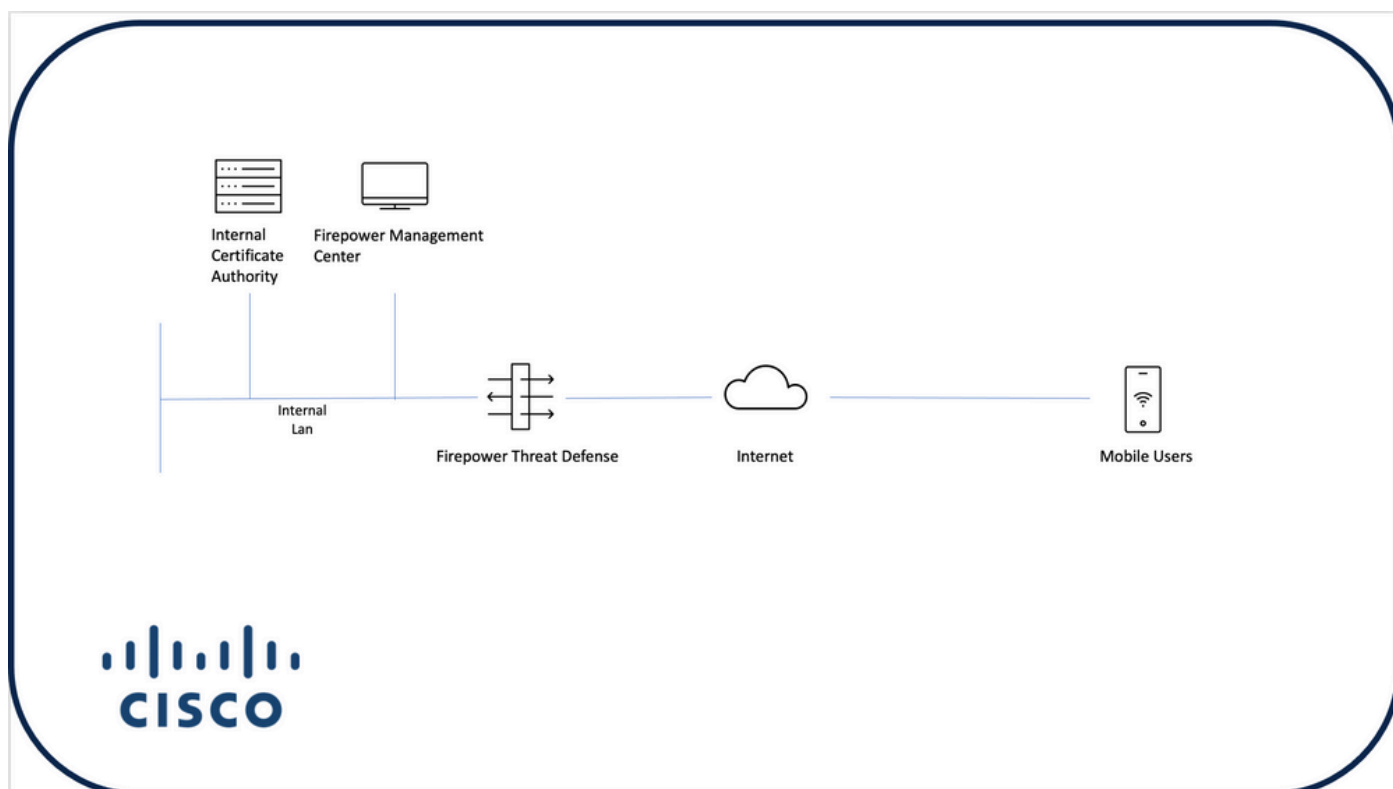 Internal
Certificate
Authority
Firepower Management
Center
Internal
Lan
Firepower Threat Defense
Internet
Mobile Users
CISCO